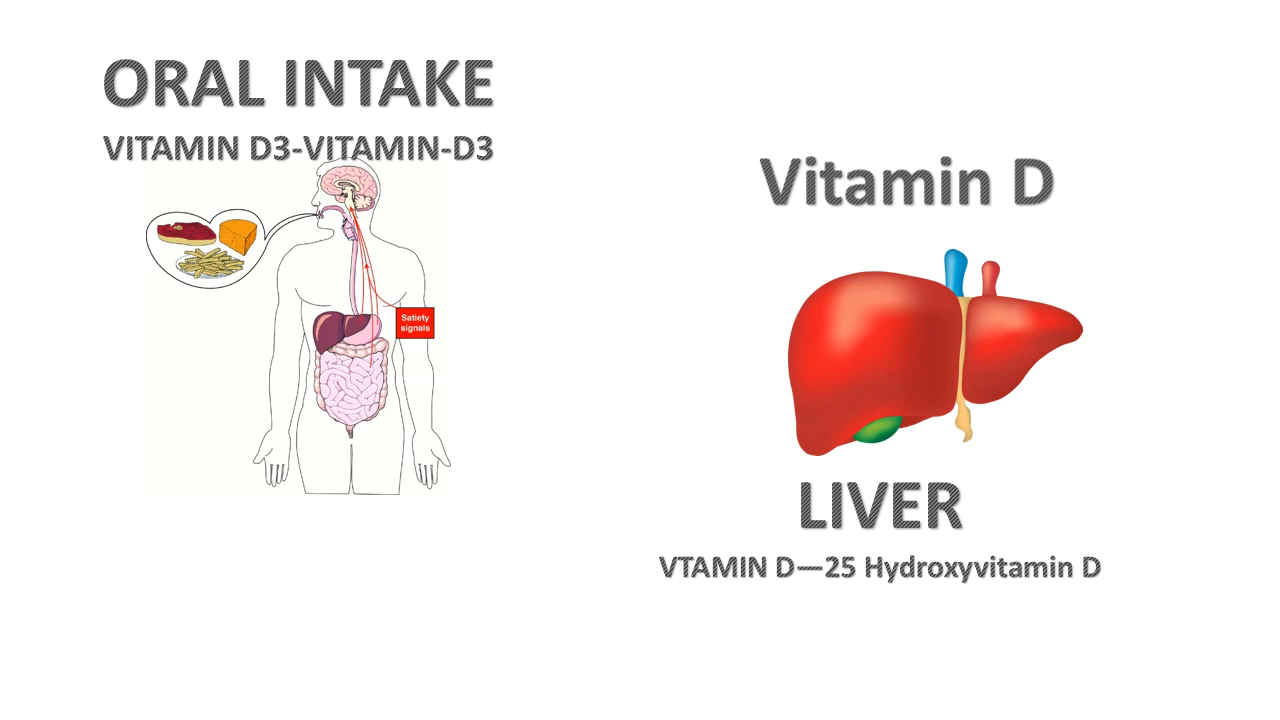 ORAL INTAKE
VITAMIN D3-VITAMIN-D3
Satiety
signals
Vitamin D
LIVER
VTAMIN D—25 Hydroxyvitamin D